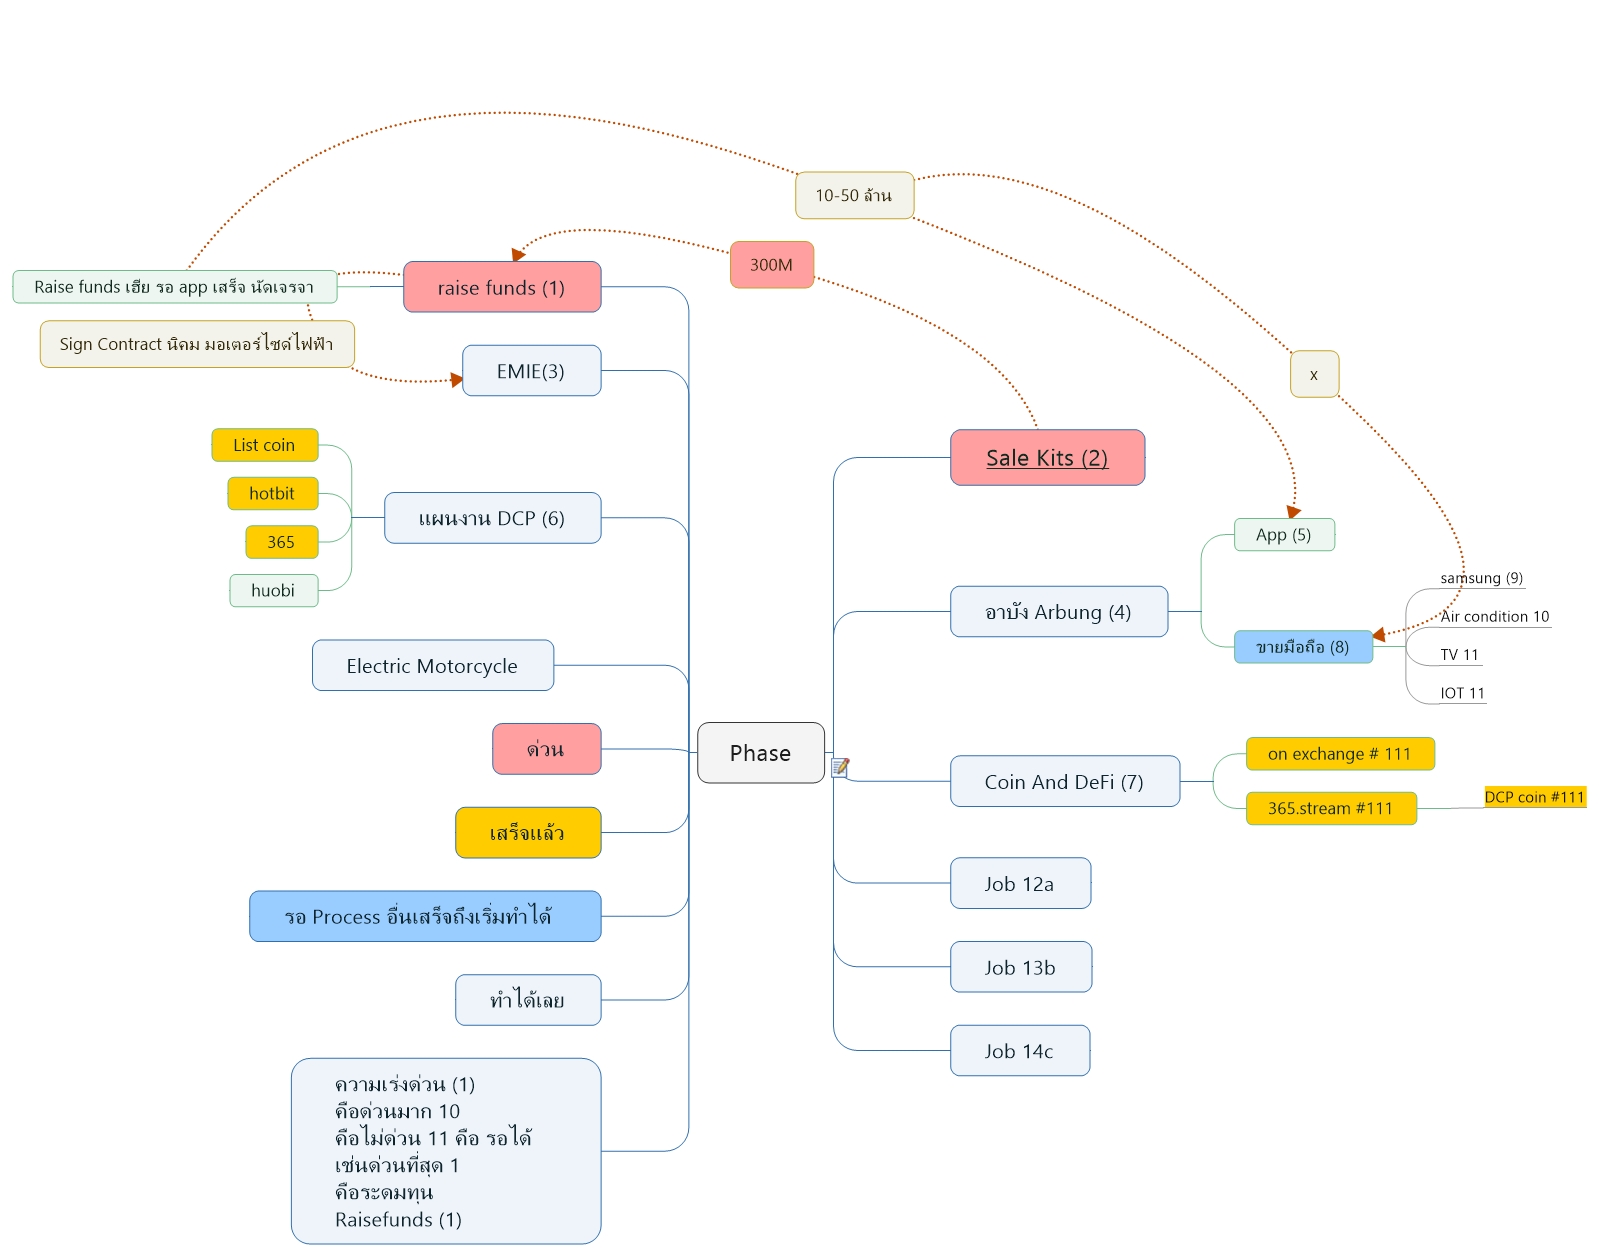 10-50 ล้าน
300M
Raise funds เฮีย รอ app เสร็จ นัดเจรจา
raise funds (1)
Sign Contract นิคม มอเตอร์ไซค์ไฟฟ้า
EMIE(3)
x
List coin
hotbit
365
huobi
แผนงาน DCP (6)
Electric Motorcycle
ด่วน
เสร็จแล้ว
รอ Process อื่นเสร็จถึงเริ่มทำได้
ทำได้เลย
ความเร่งด่วน (1)
คือด่วนมาก 10
คือไม่ด่วน 11 คือ รอได้
เช่นด่วนที่สุด 1
คือระดมทุน
Raisefunds (1)
Phase
Sale Kits (2)
อาบัง Arbung (4)
App (5)
ขายมือถือ (8)
samsung (9)
Air condition 10
TV 11
IOT 11
Coin And DeFi (7)
on exchange # 111
365.stream #111
DCP coin #111
Job 12a
Job 13b
Job 14c